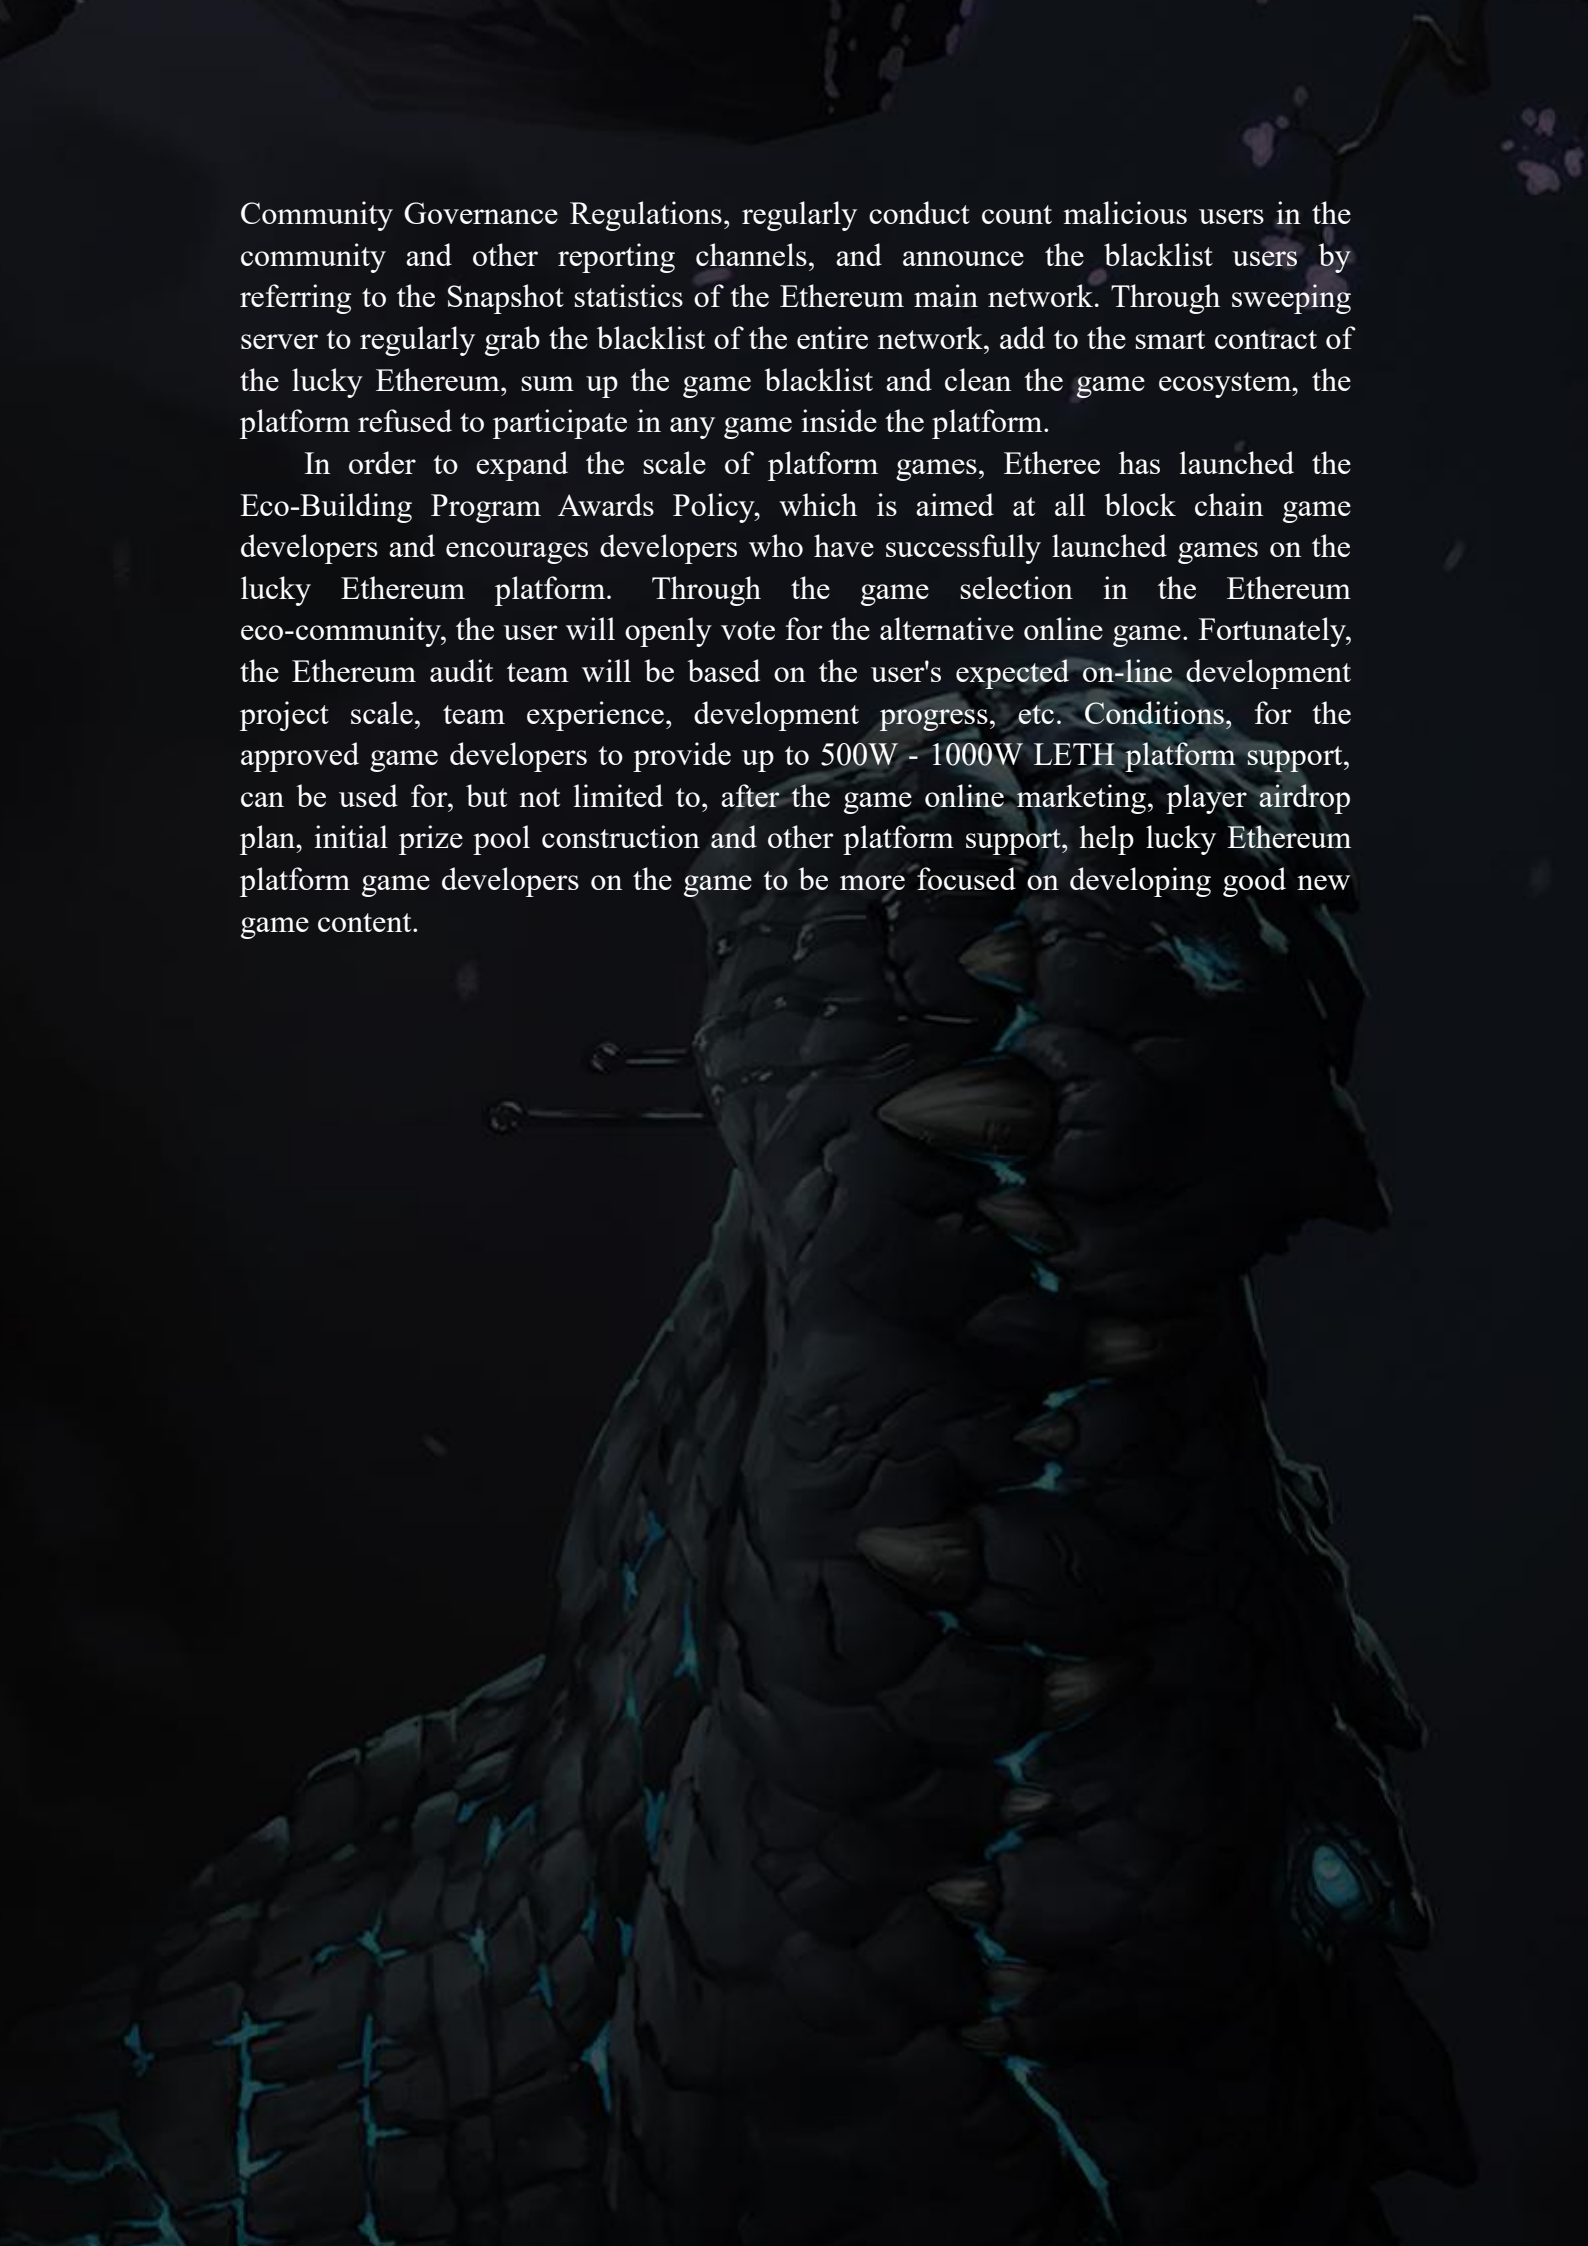 Community Governance Regulations, regularly conduct count malicious users in the
community and other reporting channels, and announce the blacklist users by
referring to the Snapshot statistics of the Ethereum main network. Through sweeping
server to regularly grab the blacklist of the entire network, add to the smart contract of
the lucky Ethereum, sum up the game blacklist and clean the game ecosystem, the
platform refused to participate in any game inside the platform.
In order to expand the scale of platform games, Etheree has launched the
Eco-Building Program Awards Policy, which is aimed at all block chain game
developers and encourages developers who have successfully launched games on the
lucky Ethereum platform. Through the game selection in the Ethereum
eco-community, the user will openly vote for the alternative online game. Fortunately,
the Ethereum audit team will be based on the user's expected on-line development
project scale, team experience, development progress, etc. Conditions, for the
approved game developers to provide up to 500W - 1000W LETH platform support,
can be used for, but not limited to, after the game online marketing, player airdrop
plan, initial prize pool construction and other platform support, help lucky Ethereum
platform game developers on the game to be more focused on developing good new
game content.